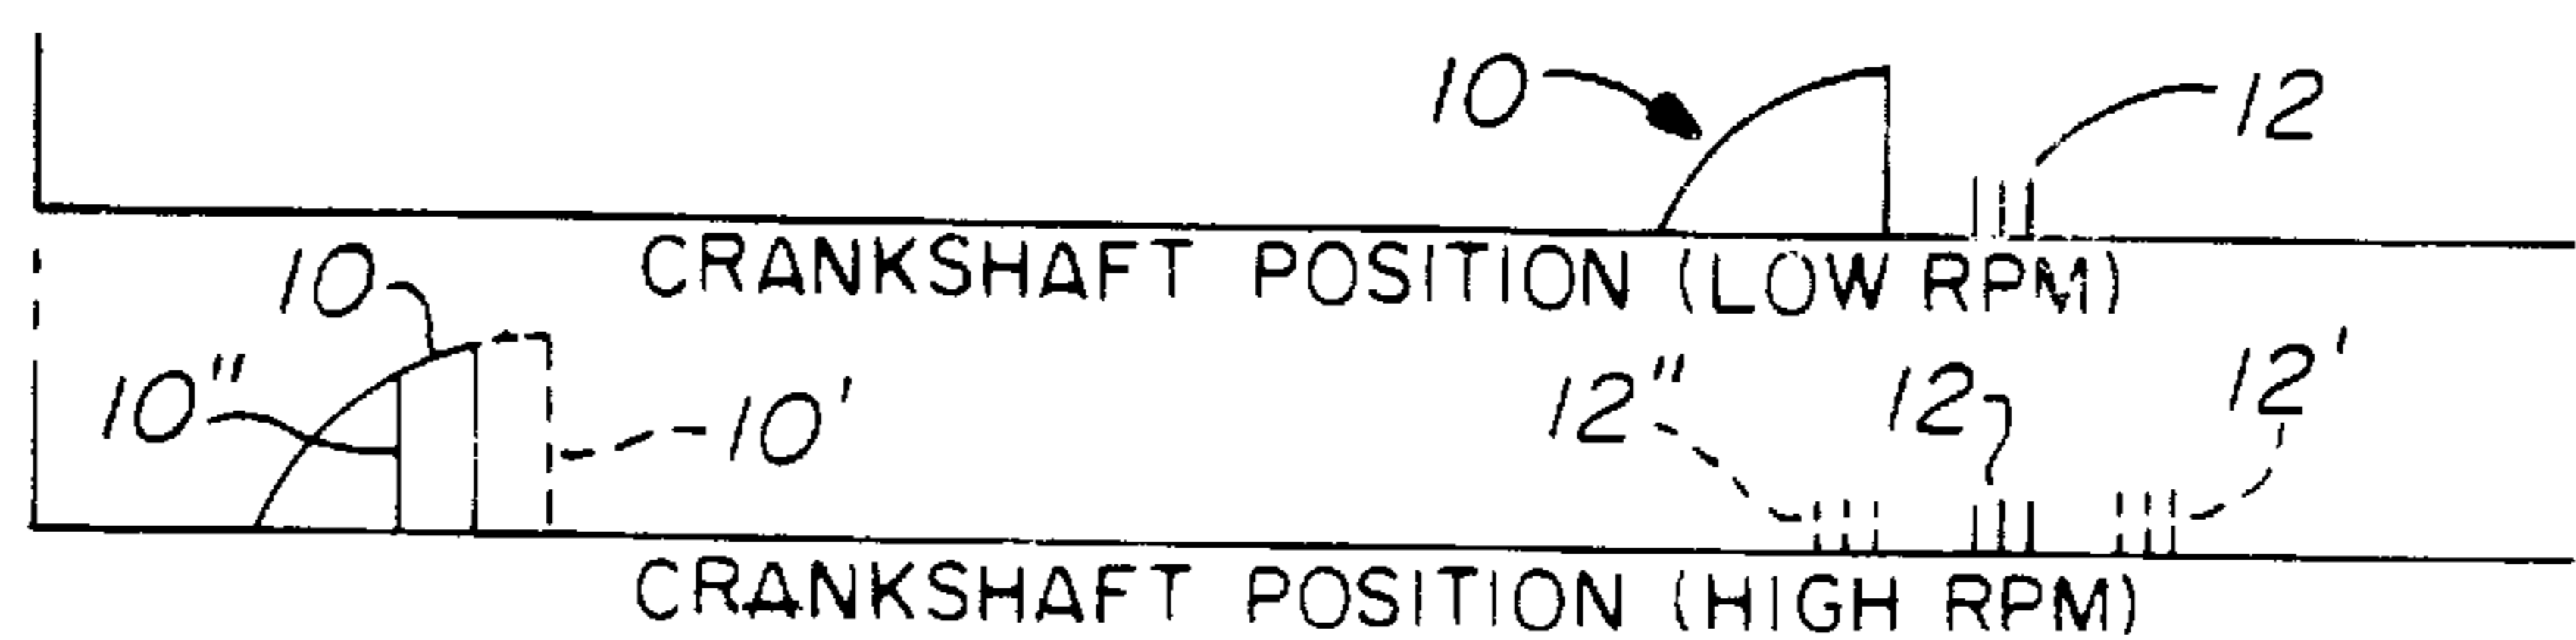 10 12
CRANKSHAFT POSITION (LOW RPM)
10
10" 10' 12" 12 12'
CRANKSHAFT POSITION (HIGH RPM)